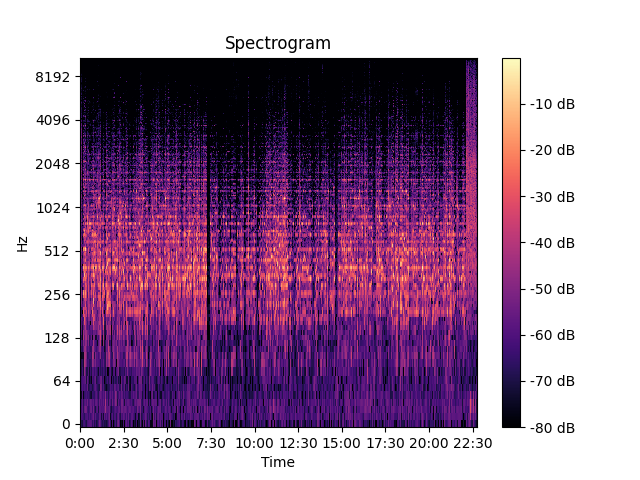 Spectrogram
8192
4096
2048
1024
512
256
128
64
0
Hz
0:00 2:30 5:00 7:30 10:00 12:30 15:00 17:30 20:00 22:30
Time
-10 dB
-20 dB
-30 dB
-40 dB
-50 dB
-60 dB
-70 dB
-80 dB